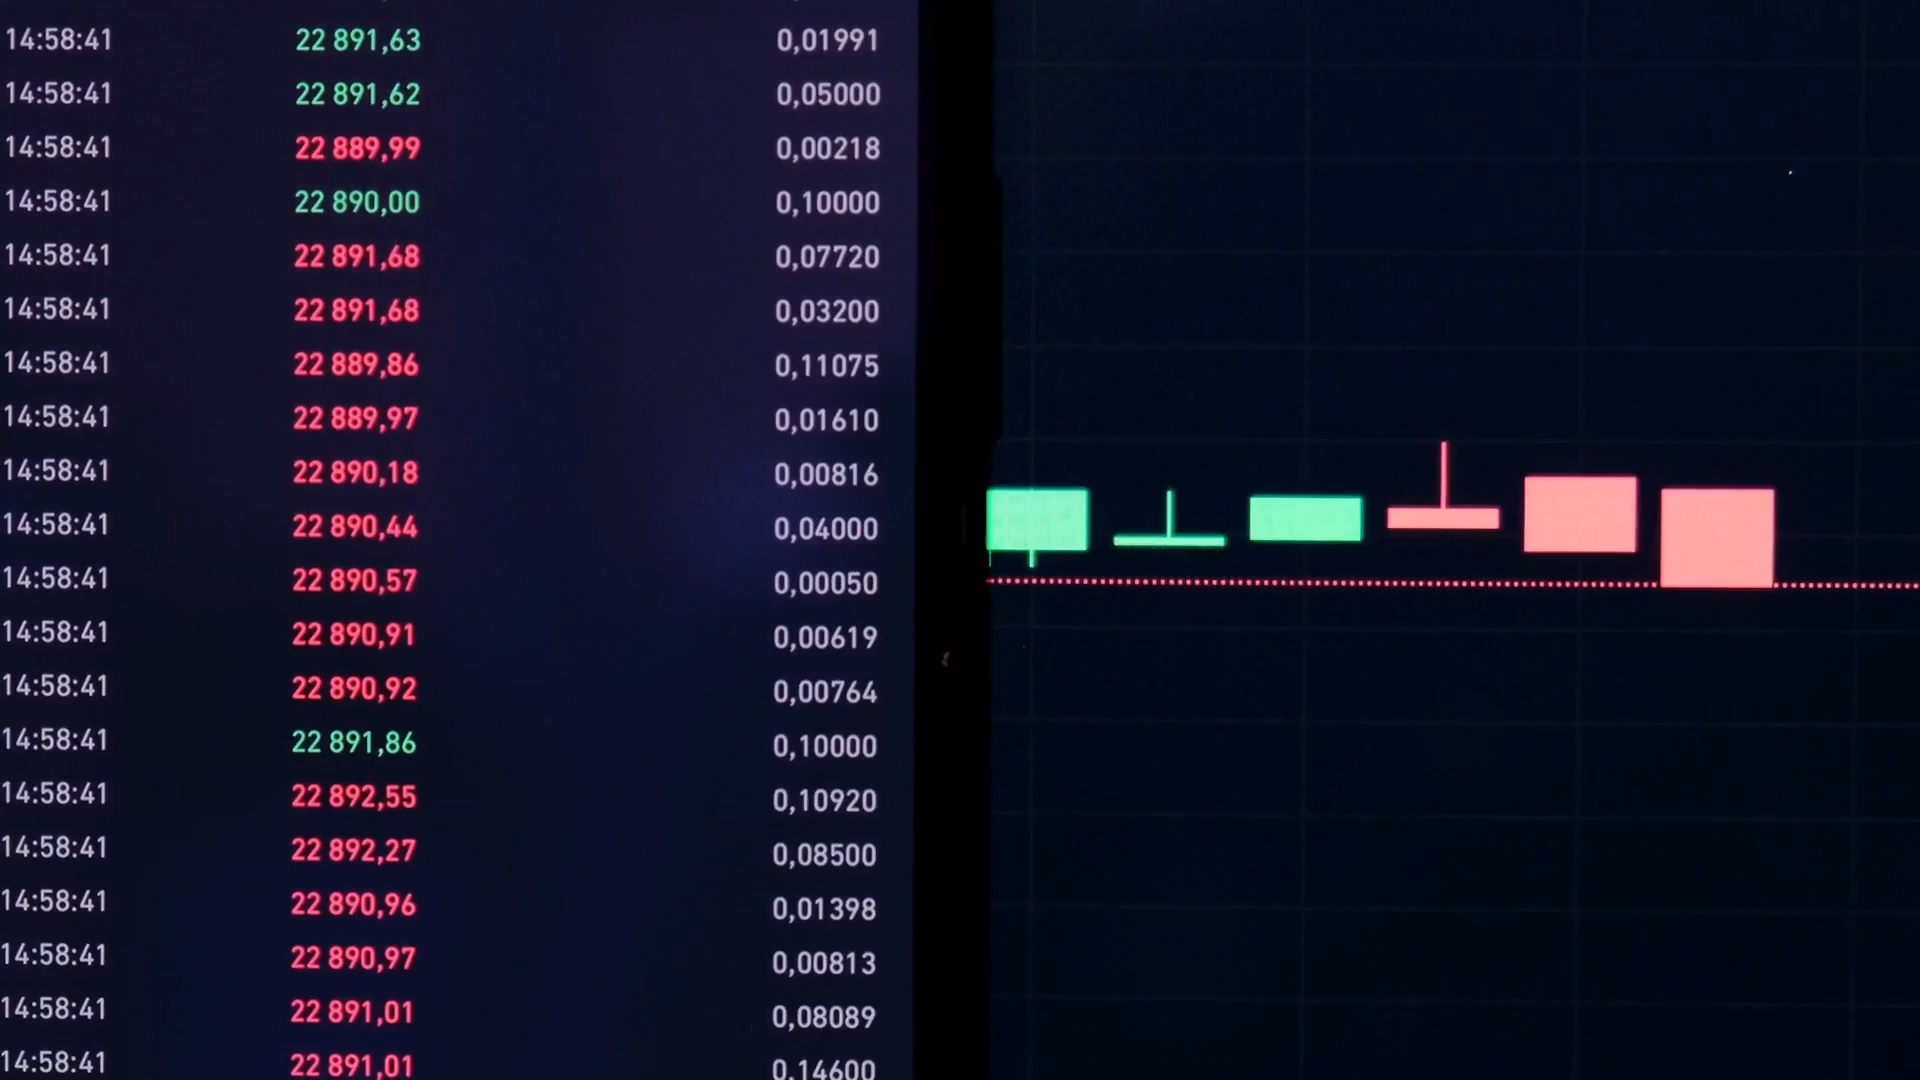 14:58:41 22 891,63 0,01991
14:58:41 22 891,62 0,05000
14:58:41 22 889,99 0,00218
14:58:41 22 890,00 0,10000
14:58:41 22 891,68 0,07720
14:58:41 22 891,68 0,03200
14:58:41 22 889,86 0,11075
14:58:41 22 889,97 0,01610
14:58:41 22 890,18 0,00816
14:58:41 22 890,44 0,04000
14:58:41 22 890,57 0,00050
14:58:41 22 890,91 0,00619
14:58:41 22 890,92 0,00764
14:58:41 22 891,86 0,10000
14:58:41 22 892,55 0,10920
14:58:41 22 892,27 0,08500
14:58:41 22 890,96 0,01398
14:58:41 22 890,97 0,00813
14:58:41 22 891,01 0,08089
14:58:41 22 891,01 0,14600